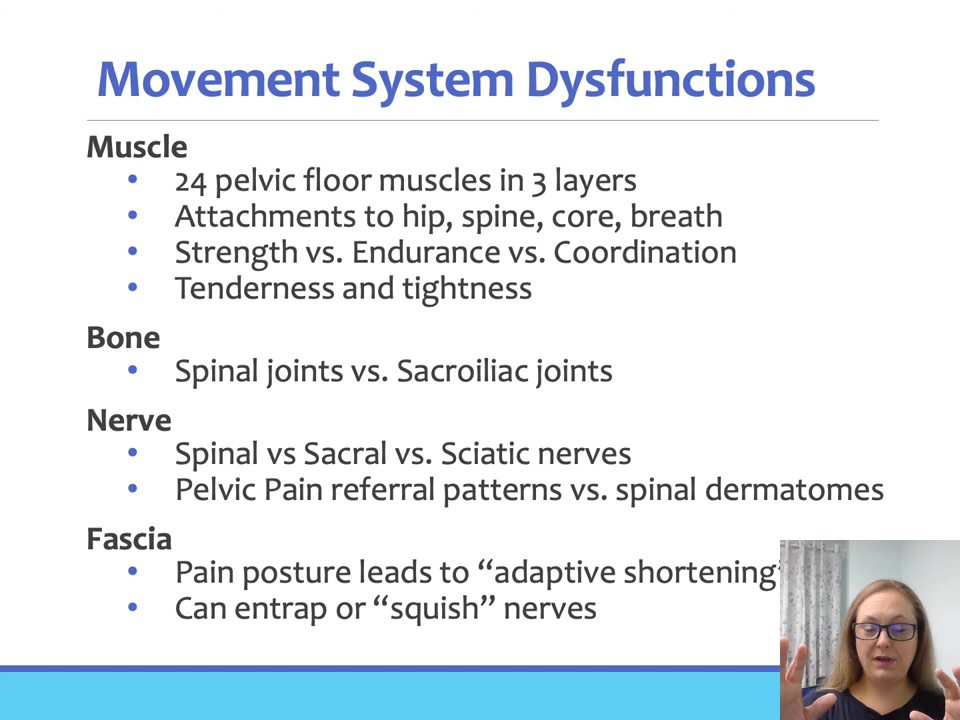 Movement System Dysfunctions
Muscle
• 24 pelvic floor muscles in 3 layers
• Attachments to hip, spine, core, breath
• Strength vs. Endurance vs. Coordination
• Tenderness and tightness
Bone
• Spinal joints vs. Sacroiliac joints
Nerve
• Spinal vs Sacral vs. Sciatic nerves
• Pelvic Pain referral patterns vs. spinal dermatomes
Fascia
• Pain posture leads to “adaptive shortening”
• Can entrap or “squish” nerves